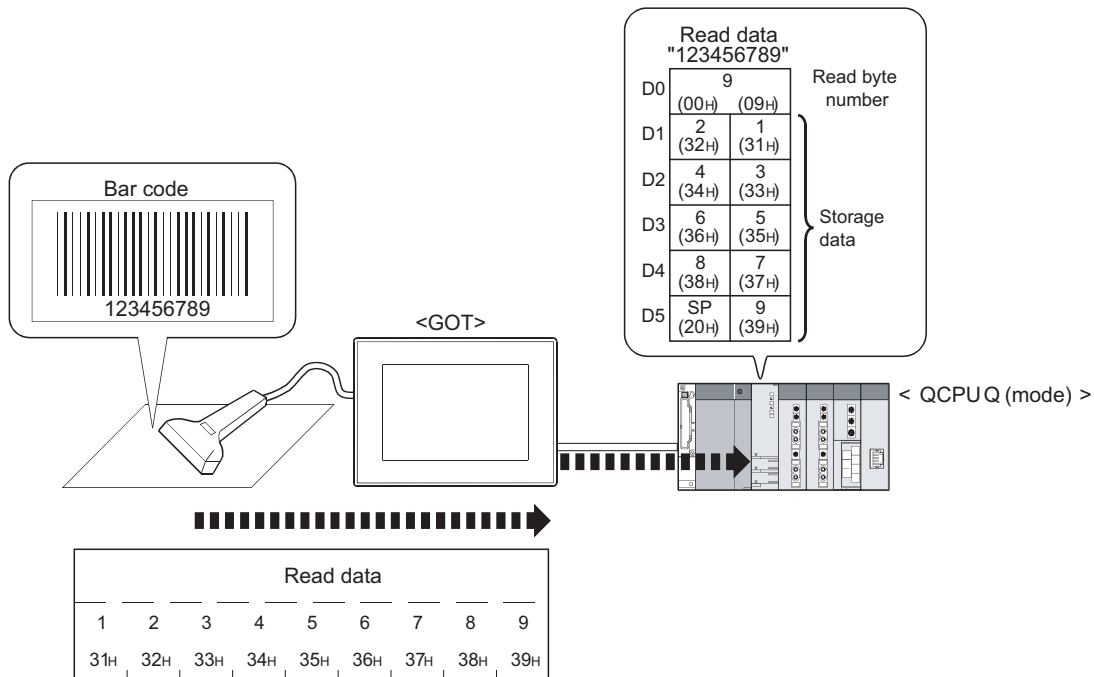 Read data
"123456789"
D0 9 Read byte
(00H) (09H) number
D1 2 1
(32H) (31H)
D2 4 3
(34H) (33H)
D3 6 5 Storage
(36H) (35H) data
D4 8 7
(38H) (37H)
D5 SP 9
(20H) (39H)
Bar code
123456789
<GOT>
< QCPU Q (mode) >
Read data
1 2 3 4 5 6 7 8 9
31H 32H 33H 34H 35H 36H 37H 38H 39H